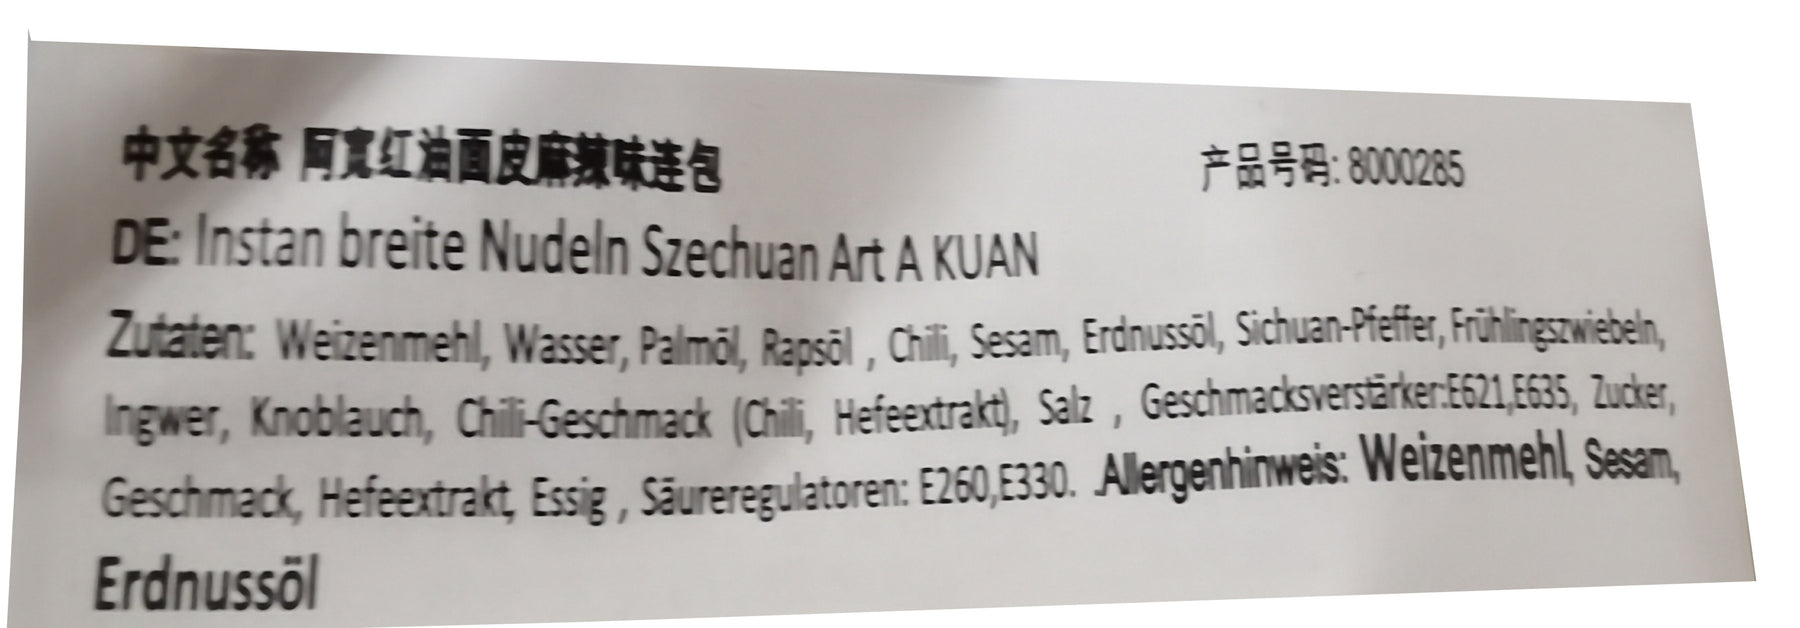 中文名称 阿宽红油面皮麻辣味连包 产品号码: 8000285
DE: Instan breite Nudeln Szechuan Art A KUAN
Zutaten: Weizenmehl, Wasser, Palmöl, Rapsöl , Chili, Sesam, Erdnussöl, Sichuan-Pfeffer, Frühlingszwiebeln,
Ingwer, Knoblauch, Chili-Geschmack (Chili, Hefeextrakt), Salz , Geschmacksverstärker:E621,E635, Zucker,
Geschmack, Hefeextrakt, Essig , Säureregulatoren: E260,E330. .Allergenhinweis: Weizenmehl, Sesam,
Erdnussöl